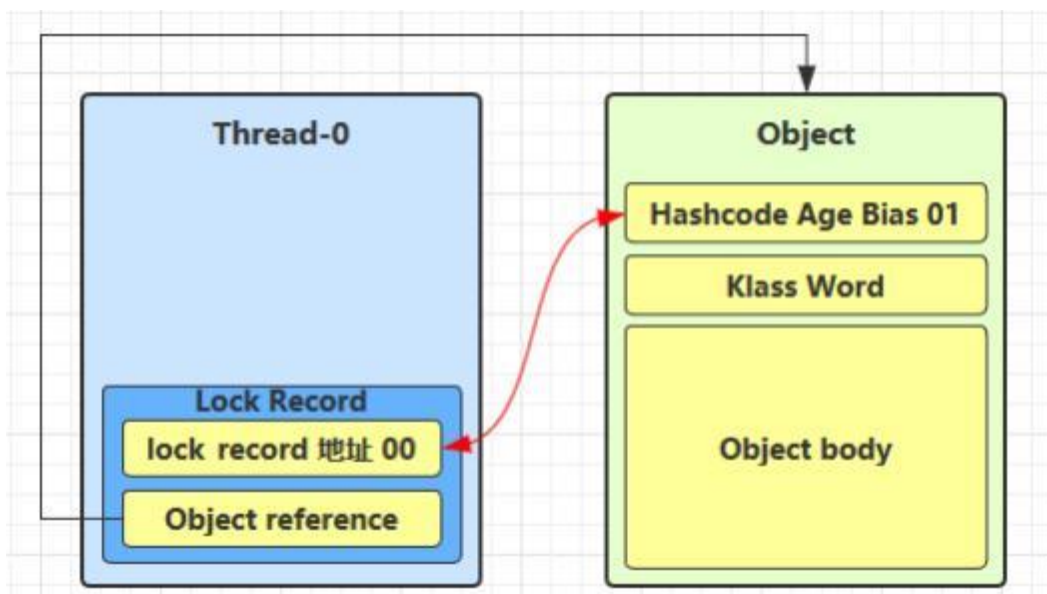 Thread-0
Lock Record
lock record 地址 00
Object reference
Object
Hashcode Age Bias 01
Klass Word
Object body